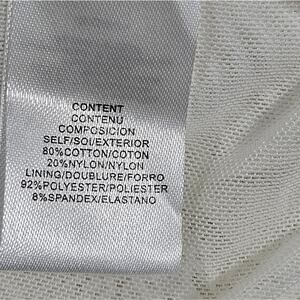 CONTENT
CONTENU
COMPOSICION
SELF/SOI/EXTERIOR
80%COTTON/COTON
20%NYLON/NYLON
LINING/DOUBLURE/FORRO
92%POLYESTER/POLIESTER
8%SPANDEX/ELASTANO